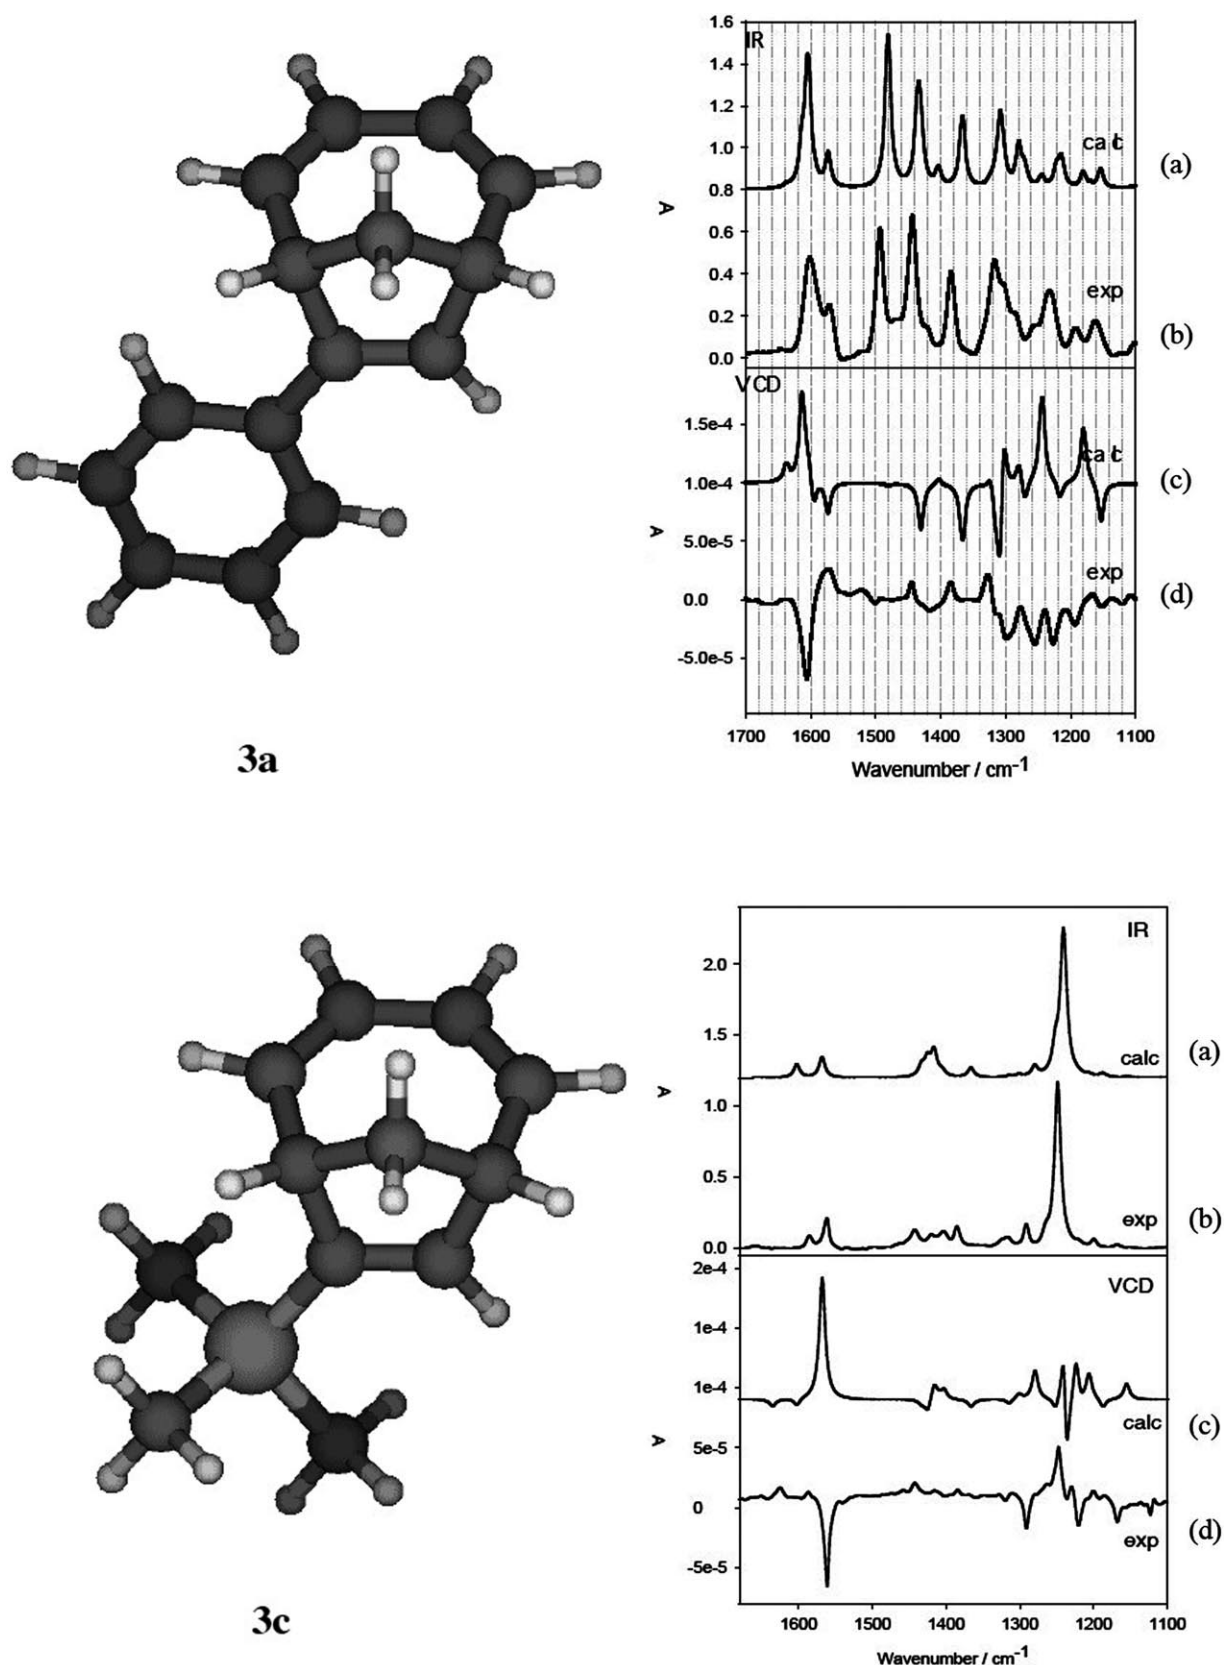 1.6
IR
1.4
1.2
calc
1.0
(a)
0.8
A
0.6
exp
0.4
(b)
0.2
0.0
VCD
1.5e-4
calc
1.0e-4
(c)
A
5.0e-5
exp
0.0
(d)
-5.0e-5
1700 1600 1500 1400 1300 1200 1100
Wavenumber / cm-1
3a
IR
2.0
1.5
calc
(a)
A
1.0
0.5
exp
(b)
0.0
2e-4
VCD
1e-4
1e-4
calc
(c)
A
5e-5
0
(d)
exp
-5e-5
1600 1500 1400 1300 1200 1100
Wavenumber / cm-1
3c